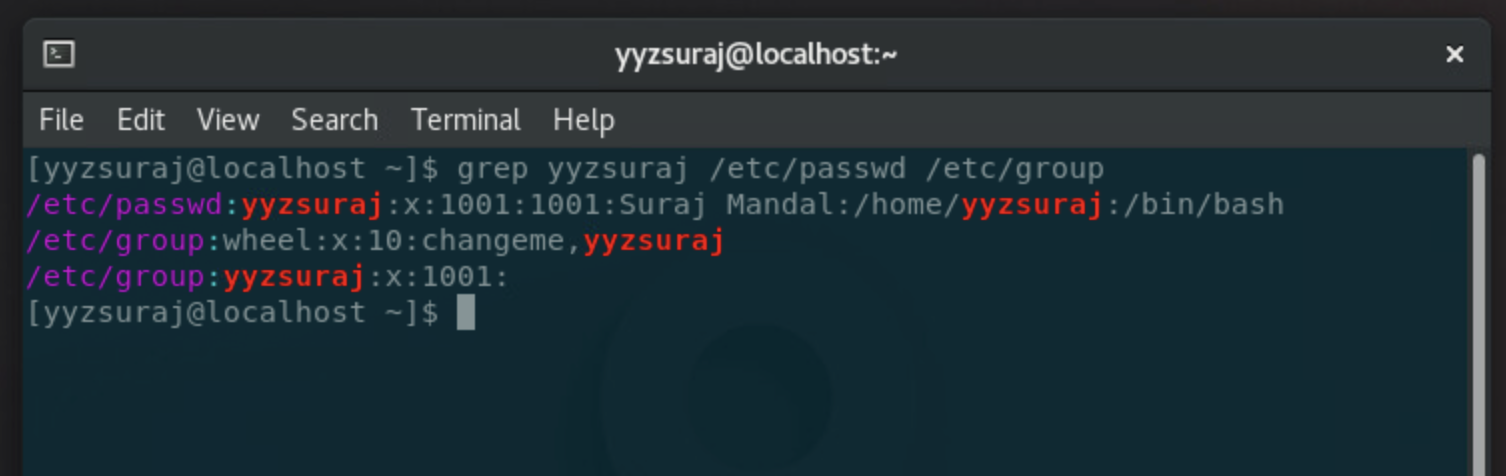 yyzsuraj@localhost:~
File Edit View Search Terminal Help
[yyzsuraj@localhost ~]$ grep yyzsuraj /etc/passwd /etc/group
/etc/passwd:yyzsuraj:x:1001:1001:Suraj Mandal:/home/yyzsuraj:/bin/bash
/etc/group:wheel:x:10:changeme,yyzsuraj
/etc/group:yyzsuraj:x:1001:
[yyzsuraj@localhost ~]$